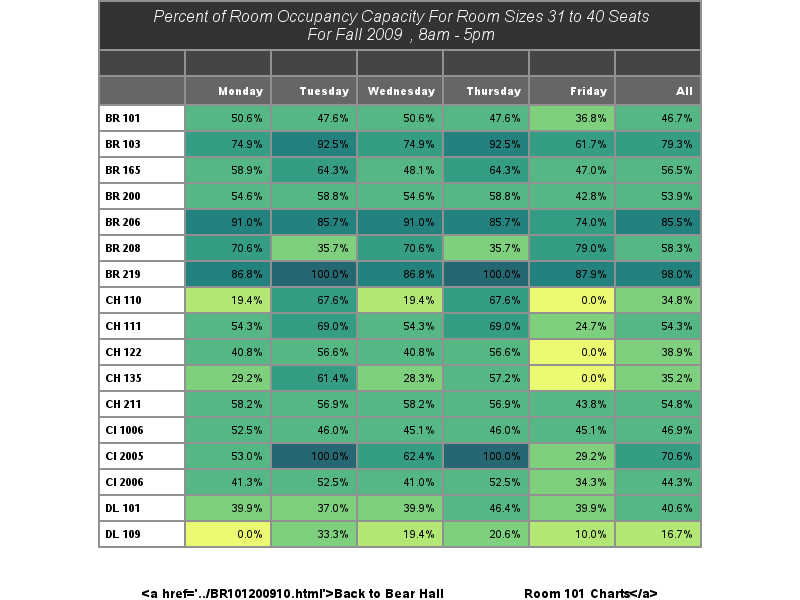 Percent of Room Occupancy Capacity For Room Sizes 31 to 40 Seats
For Fall 2009 , 8am - 5pm
Monday Tuesday Wednesday Thursday Friday All
BR 101 50.6% 47.6% 50.6% 47.6% 36.8% 46.7%
BR 103 74.9% 92.5% 74.9% 92.5% 61.7% 79.3%
BR 165 58.9% 64.3% 48.1% 64.3% 47.0% 56.5%
BR 200 54.6% 58.8% 54.6% 58.8% 42.8% 53.9%
BR 206 91.0% 85.7% 91.0% 85.7% 74.0% 85.5%
BR 208 70.6% 35.7% 70.6% 35.7% 79.0% 58.3%
BR 219 86.8% 100.0% 86.8% 100.0% 87.9% 98.0%
CH 110 19.4% 67.6% 19.4% 67.6% 0.0% 34.8%
CH 111 54.3% 69.0% 54.3% 69.0% 24.7% 54.3%
CH 122 40.8% 56.6% 40.8% 56.6% 0.0% 38.9%
CH 135 29.2% 61.4% 28.3% 57.2% 0.0% 35.2%
CH 211 58.2% 56.9% 58.2% 56.9% 43.8% 54.8%
CI 1006 52.5% 46.0% 45.1% 46.0% 45.1% 46.9%
CI 2005 53.0% 100.0% 62.4% 100.0% 29.2% 70.6%
CI 2006 41.3% 52.5% 41.0% 52.5% 34.3% 44.3%
DL 101 39.9% 37.0% 39.9% 46.4% 39.9% 40.6%
DL 109 0.0% 33.3% 19.4% 20.6% 10.0% 16.7%
<a href='../BR101200910.html'>Back to Bear Hall Room 101 Charts</a>